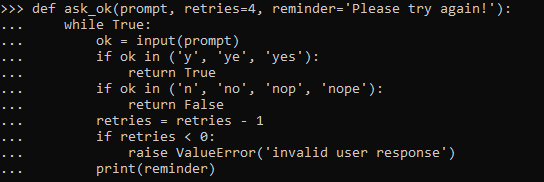 >>> def ask_ok(prompt, retries=4, reminder='Please try again!'):
...     while True:
...         ok = input(prompt)
...         if ok in ('y', 'ye', 'yes'):
...             return True
...         if ok in ('n', 'no', 'nop', 'nope'):
...             return False
...         retries = retries - 1
...         if retries < 0:
...             raise ValueError('invalid user response')
...         print(reminder)